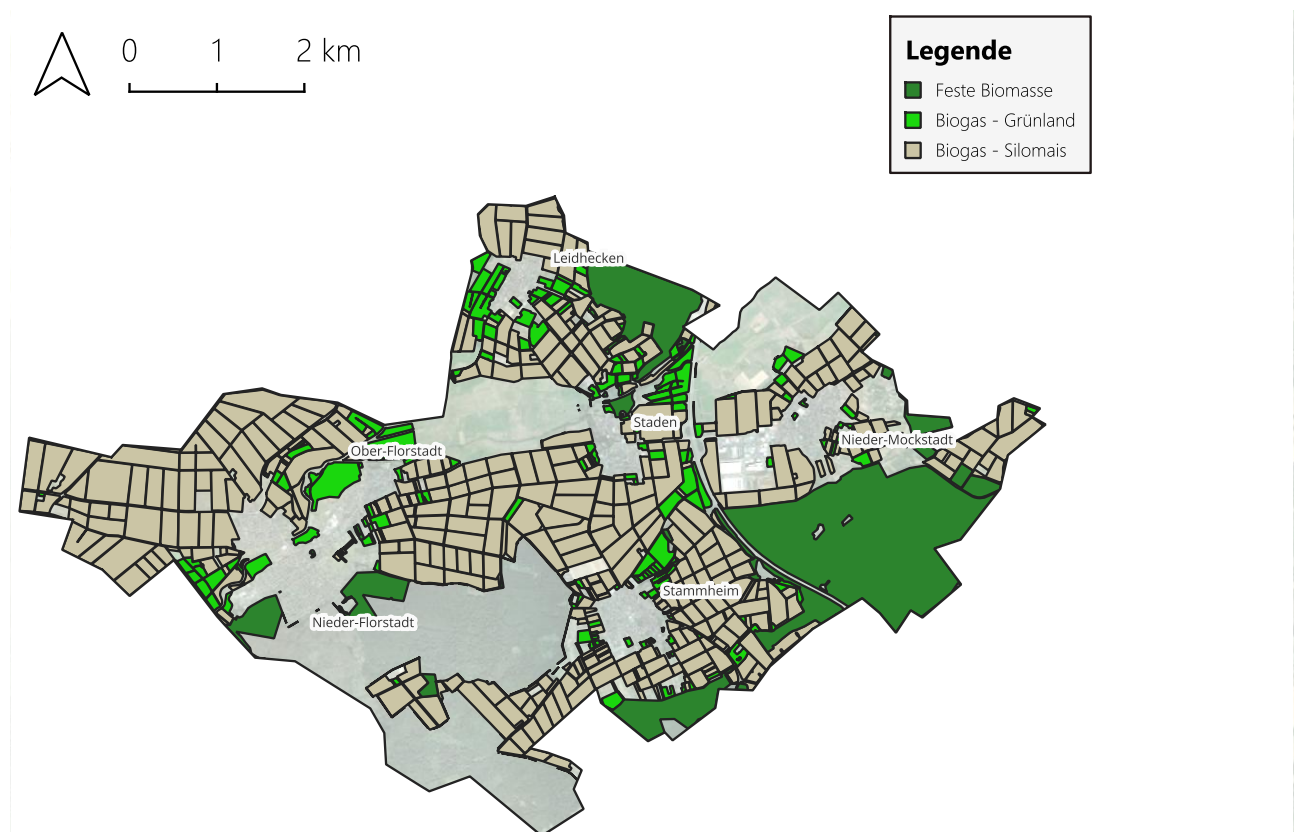 0 1 2 km
Legende
Feste Biomasse
Biogas - Grünland
Biogas - Silomais
Leidhecken
Staden
Nieder-Mockstadt
Ober-Florstadt
Stammheim
Nieder-Florstadt